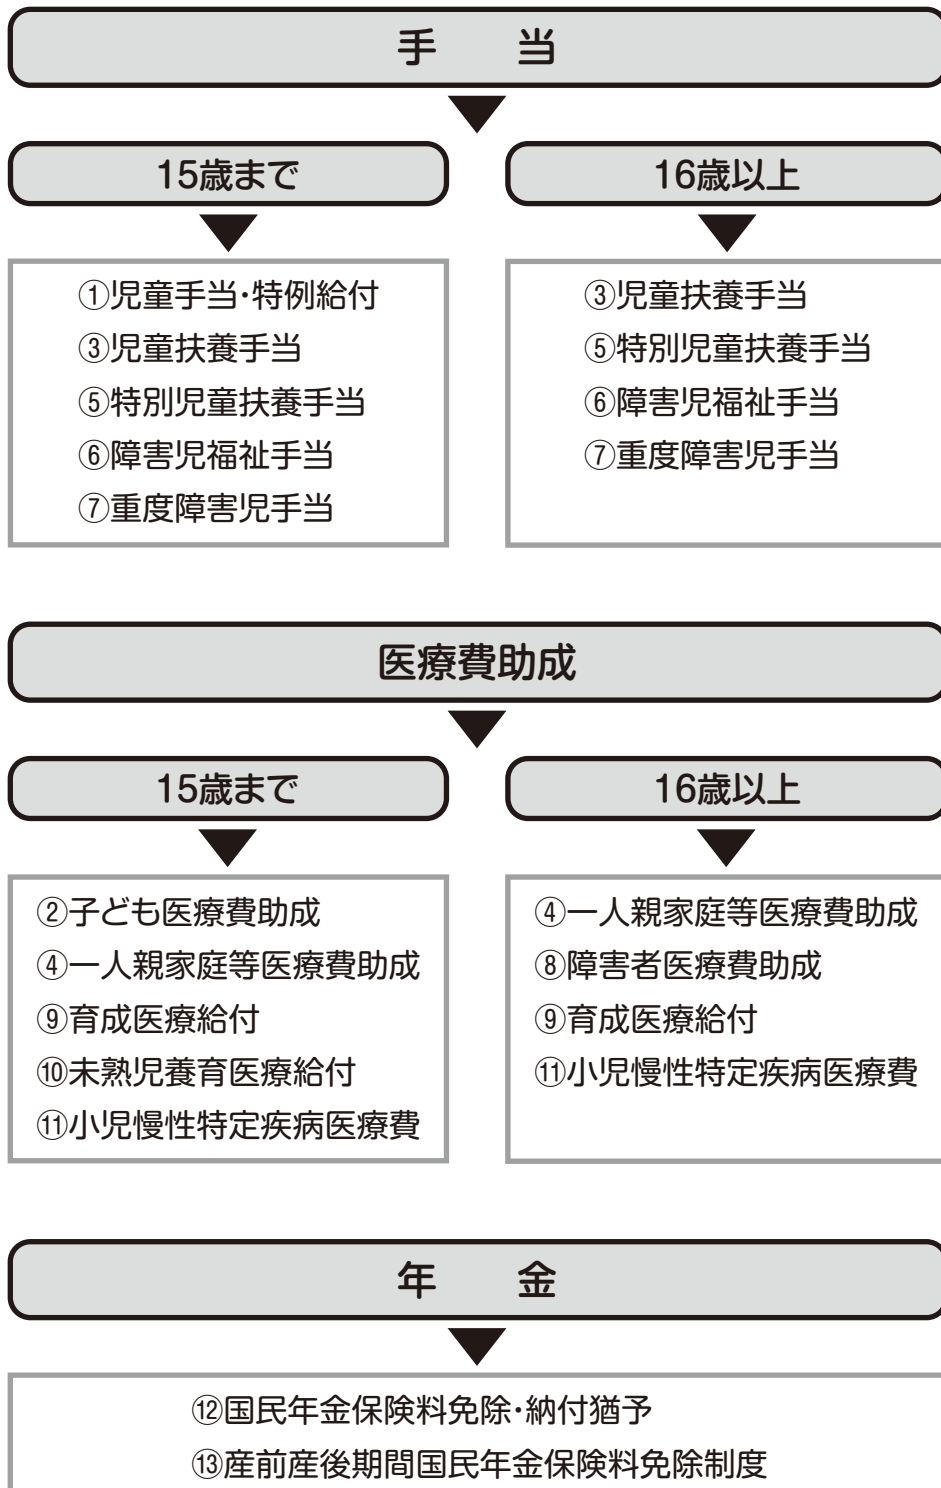 手　当
15歳まで
①児童手当・特例給付
③児童扶養手当
⑤特別児童扶養手当
⑥障害児福祉手当
⑦重度障害児手当
16歳以上
③児童扶養手当
⑤特別児童扶養手当
⑥障害児福祉手当
⑦重度障害児手当
医療費助成
15歳まで
②子ども医療費助成
④一人親家庭等医療費助成
⑨育成医療給付
⑩未熟児養育医療給付
⑪小児慢性特定疾病医療費
16歳以上
④一人親家庭等医療費助成
⑧障害者医療費助成
⑨育成医療給付
⑪小児慢性特定疾病医療費
年　金
⑫国民年金保険料免除・納付猶予
⑬産前産後期間国民年金保険料免除制度